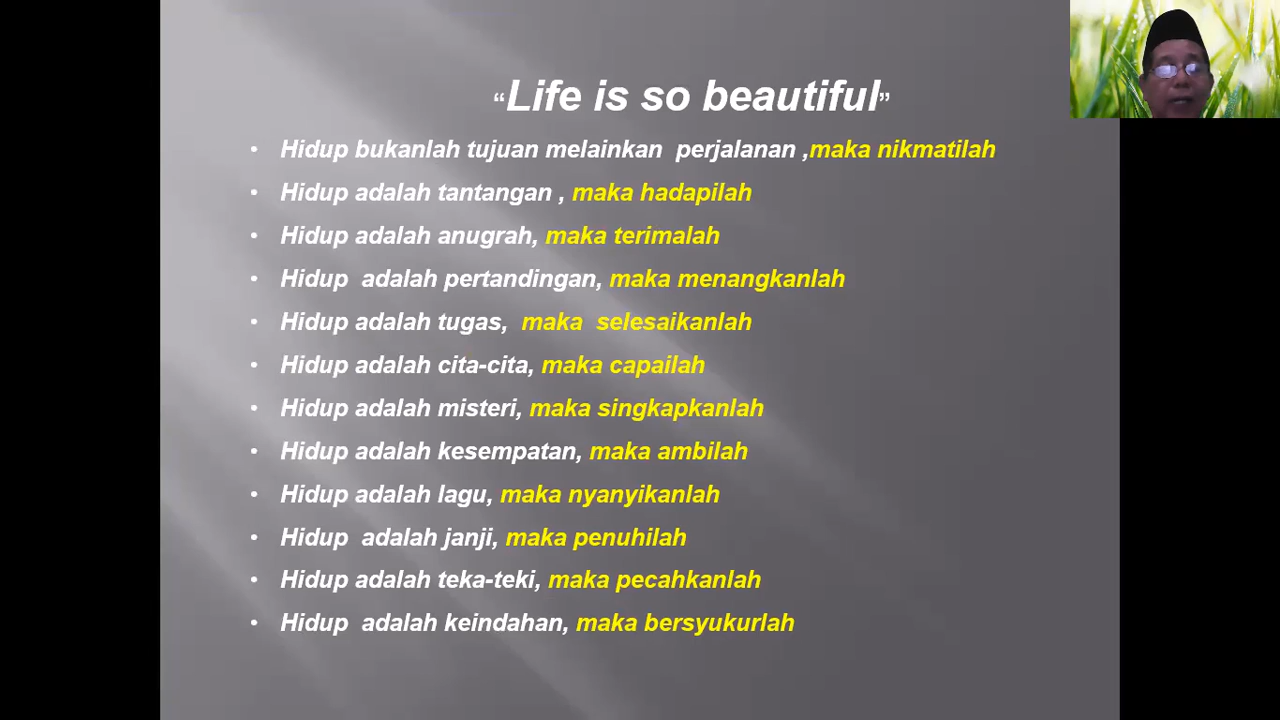 “Life is so beautiful”
• Hidup bukanlah tujuan melainkan perjalanan ,maka nikmatilah
• Hidup adalah tantangan , maka hadapilah
• Hidup adalah anugrah, maka terimalah
• Hidup adalah pertandingan, maka menangkanlah
• Hidup adalah tugas, maka selesaikanlah
• Hidup adalah cita-cita, maka capailah
• Hidup adalah misteri, maka singkapkanlah
• Hidup adalah kesempatan, maka ambilah
• Hidup adalah lagu, maka nyanyikanlah
• Hidup adalah janji, maka penuhilah
• Hidup adalah teka-teki, maka pecahkanlah
• Hidup adalah keindahan, maka bersyukurlah